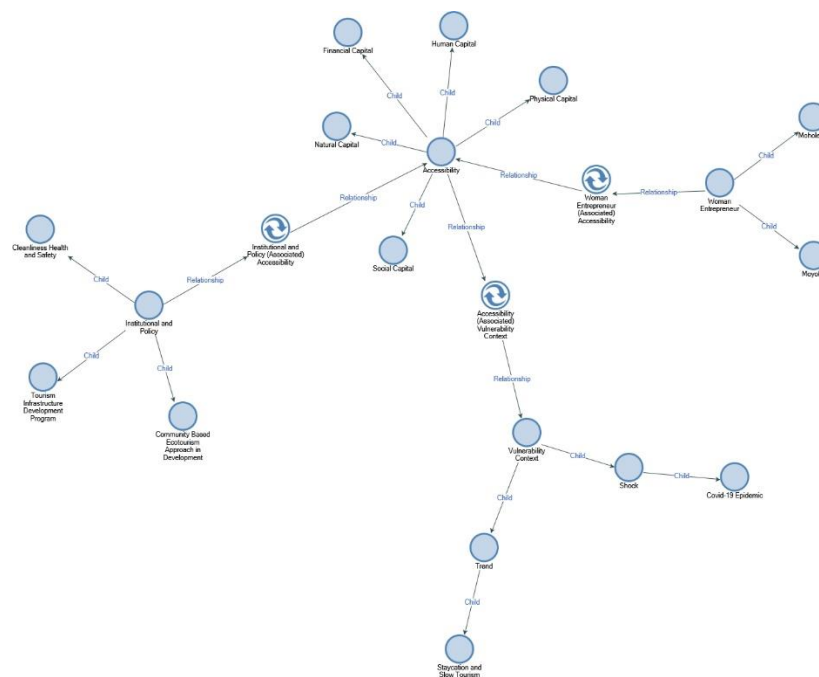 Financial Capital
Human Capital
Physical Capital
Child
Child
Child
Natural Capital
Child
Accessibility
Child
Relationship
Relationship
Relationship
Woman
Entrepreneur
(Associated)
Accessibility
Relationship
Woman
Entrepreneur
Child
Child
Social Capital
Institutional and
Policy (Associated)
Accessibility
Cleanliness Health
and Safety
Child
Relationship
Institutional and
Policy
Child
Child
Tourism
Infrastructure
Development
Program
Community Based
Ecotourism
Approach in
Development
Accessibility
(Associated)
Vulnerability
Context
Relationship
Vulnerability
Context
Child
Shock
Child
Covid-19 Epidemic
Child
Trend
Child
Staycation and
Slow Tourism